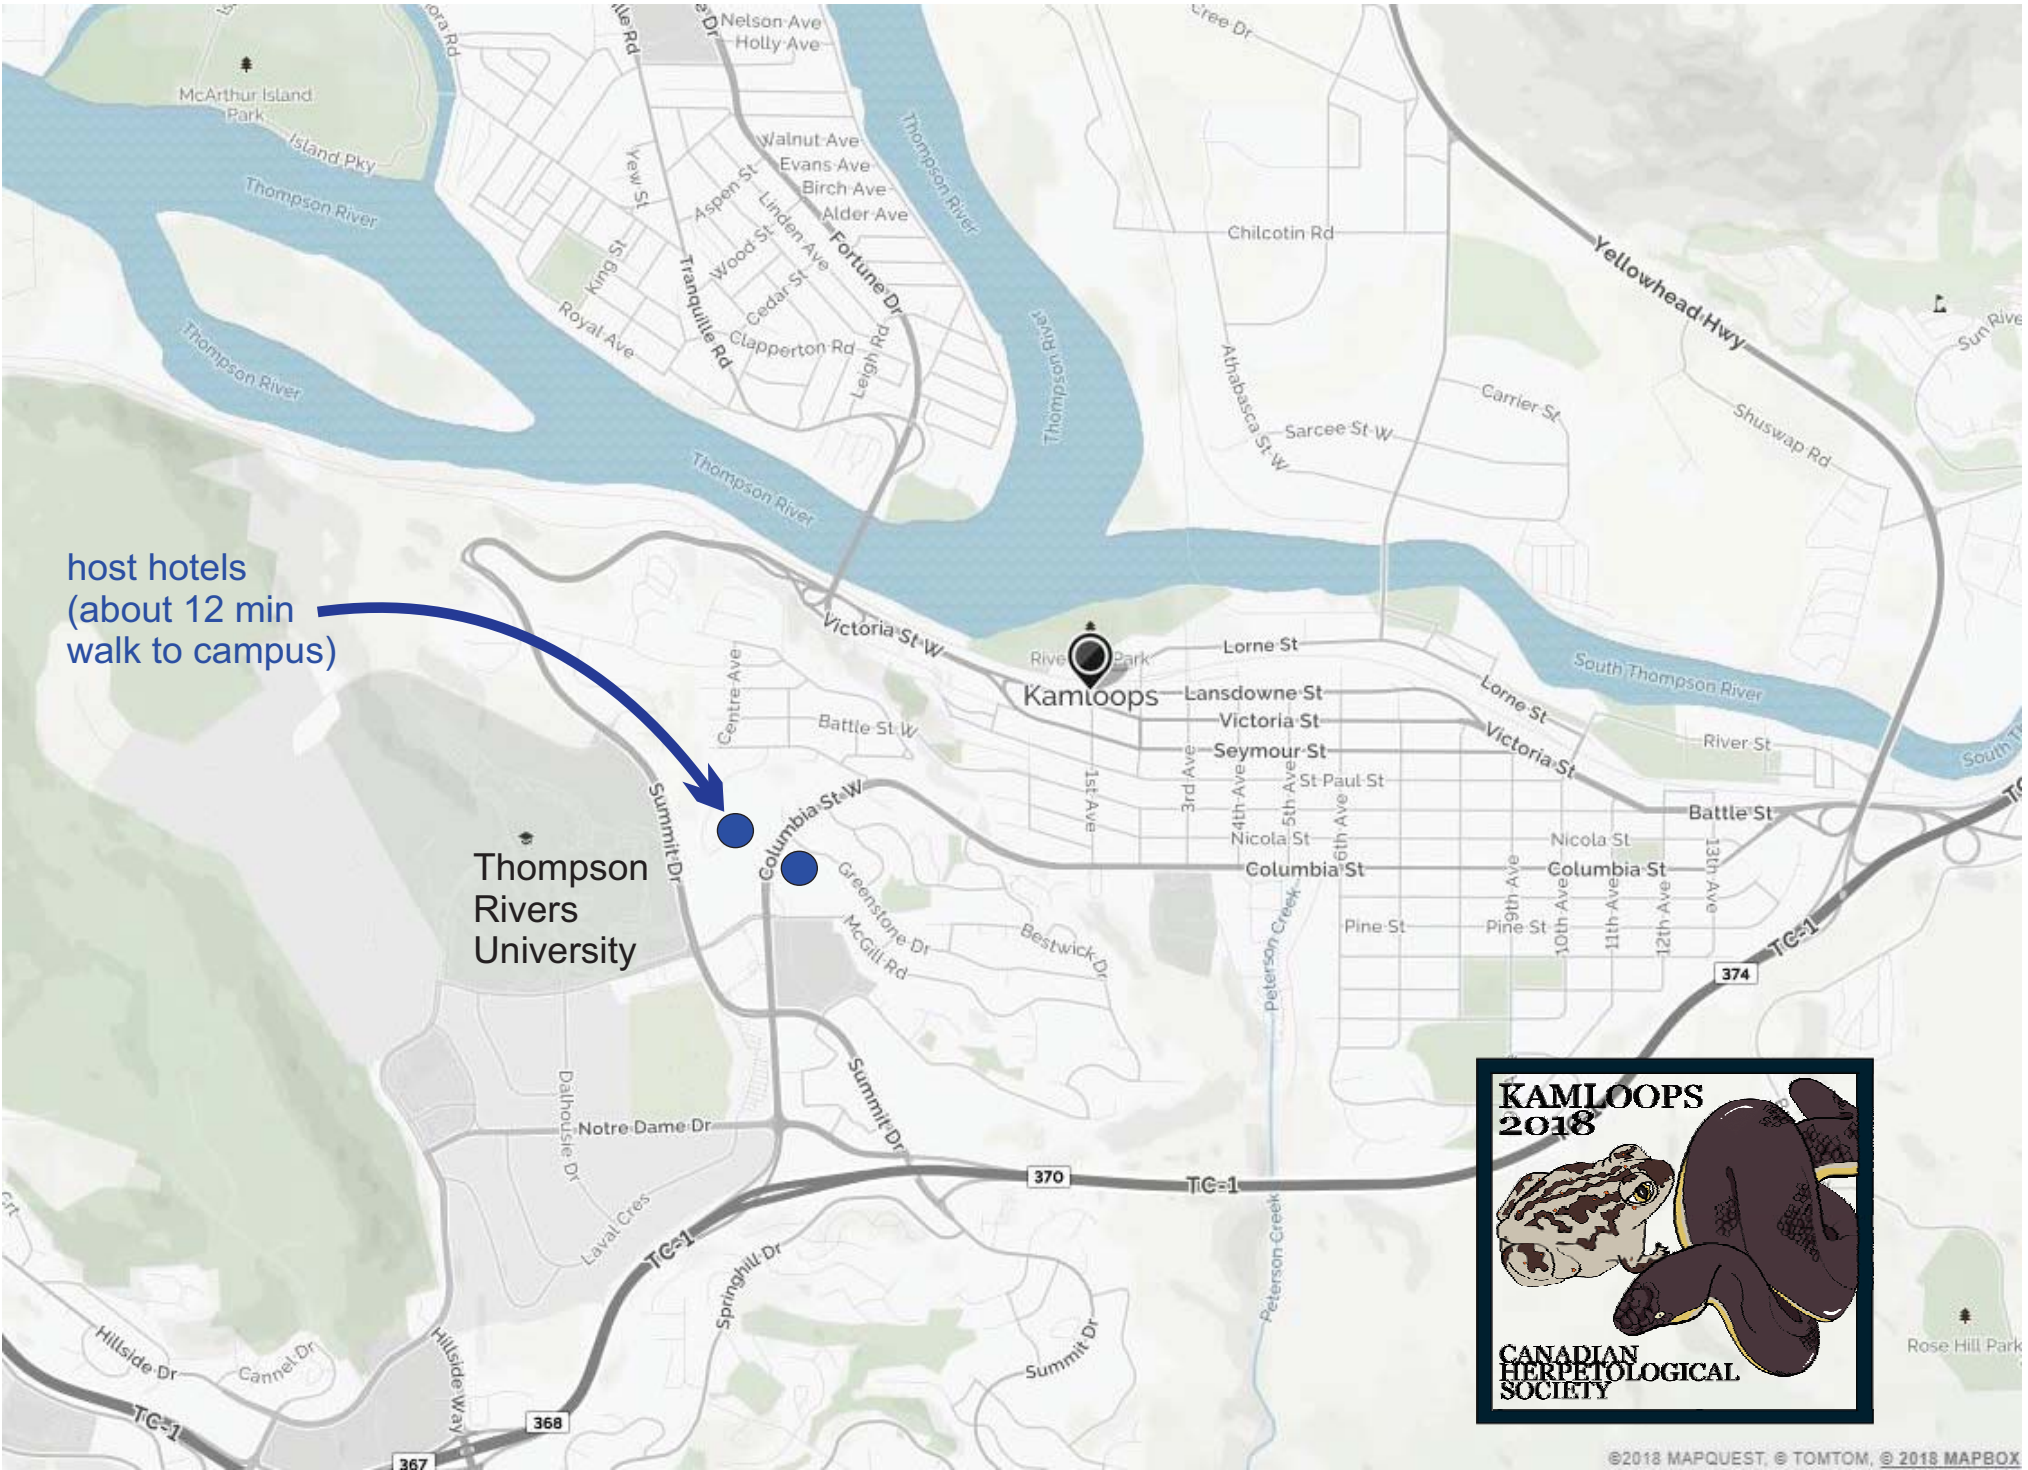 Nelson Ave
Holly Ave
Cree Dr
McArthur Island
Park
Island Pky
Thompson River
Thompson River
Walnut Ave
Evans Ave
Birch Ave
Alder Ave
Yew St
Aspen St
Linden Ave
Wood St
Cedar St
Fortune Dr
King St
Tranquille Rd
Royal Ave
Clapperton Rd
Leigh Rd
Chilcotin Rd
Yellowhead Hwy
Thompson River
Thompson River
Thompson River
Thompson River
Athabasca St W
Sarcee St W
Carrier St
Shuswap Rd
host hotels
(about 12 min
walk to campus)
Victoria St W
Centre Ave
Battle St W
Park
Kamloops
Lorne St
Lansdowne St
Victoria St
Seymour St
St Paul St
Lorne St
Victoria St
South Thompson River
River St
Battle St
1st Ave
3rd Ave
4th Ave
5th Ave
6th Ave
Nicola St
Nicola St
Columbia St
Columbia St
Columbia St W
Summit Dr
Thompson
Rivers
University
Greenstone Dr
McGill Rd
Bestwick Dr
Peterson Creek
Pine St
Pine St
9th Ave
10th Ave
11th Ave
12th Ave
13th Ave
TC-1
374
Summit Dr
Dalhousie Dr
Notre Dame Dr
Laval Cres
370
TC-1
TC-1
Springhill Dr
Peterson Creek
Summit Dr
Hillside Dr
Cannel Dr
Hillside Way
TC-1
368
367
KAMLOOPS
2018
CANADIAN
HERPETOLOGICAL
SOCIETY
Rose Hill Park
©2018 MAPQUEST, © TOMTOM, © 2018 MAPBOX